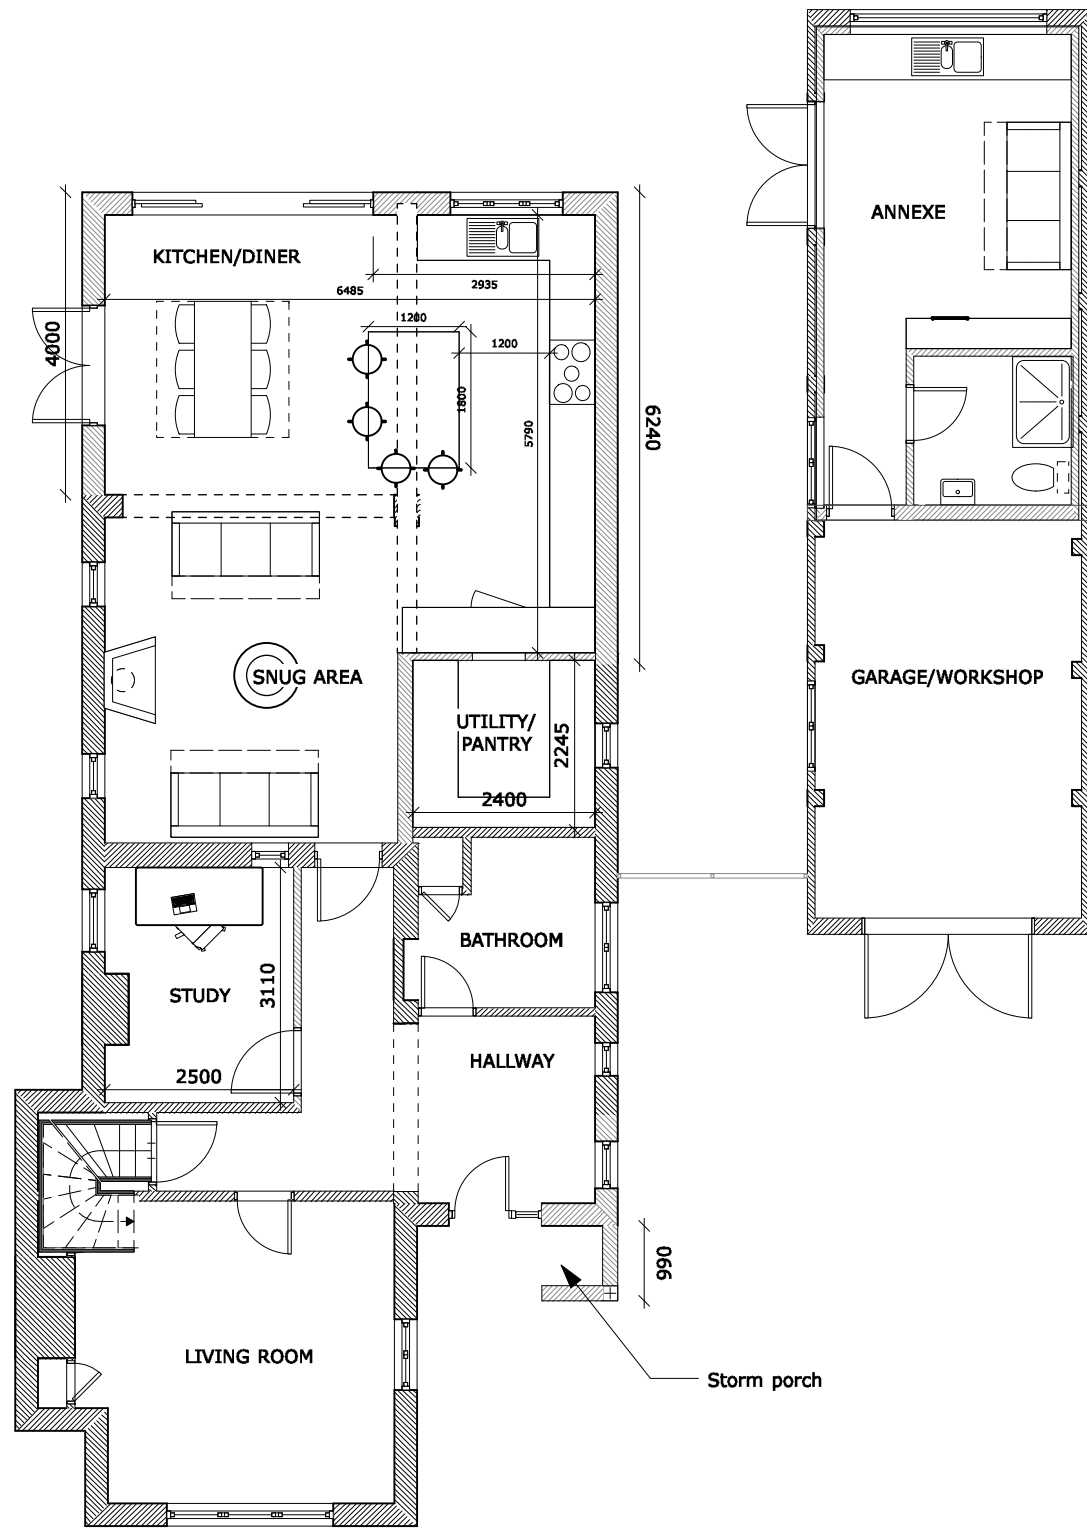 ANNEXE
KITCHEN/DINER
2935
6485
4000
1200
1200
1800
5790
6240
SNUG AREA
GARAGE/WORKSHOP
UTILITY/
PANTRY
2245
2400
BATHROOM
STUDY
3110
HALLWAY
2500
990
LIVING ROOM
Storm porch